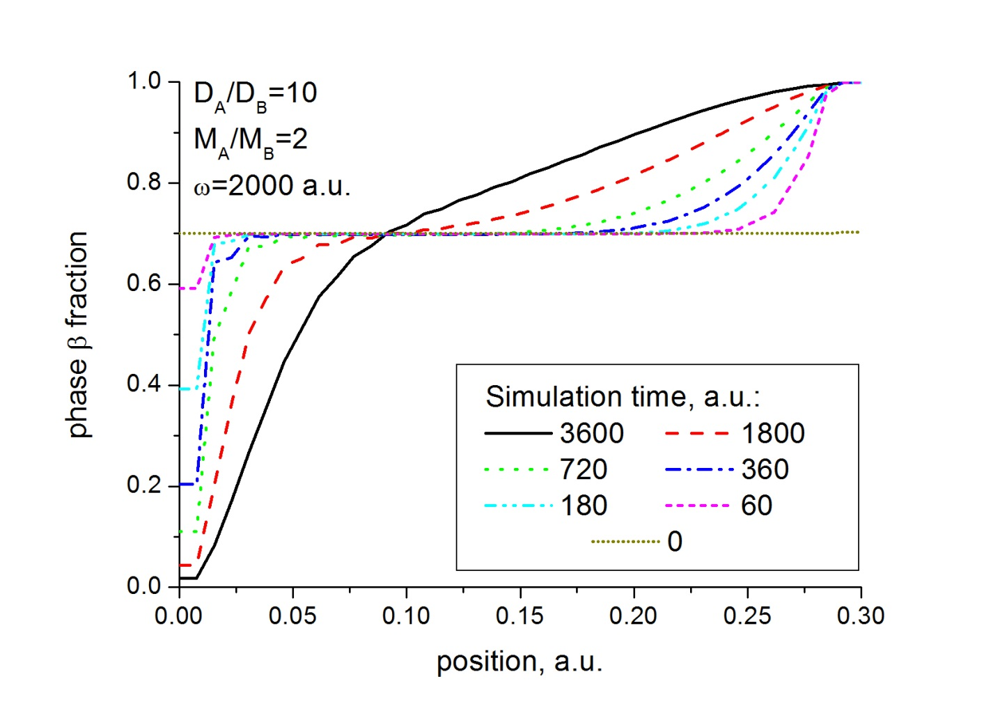 1.0
0.8
0.6
0.4
0.2
0.0
phase β fraction
D_A/D_B=10
M_A/M_B=2
ω=2000 a.u.
Simulation time, a.u.:
3600 1800
720 360
180 60
0
0.00 0.05 0.10 0.15 0.20 0.25 0.30
position, a.u.